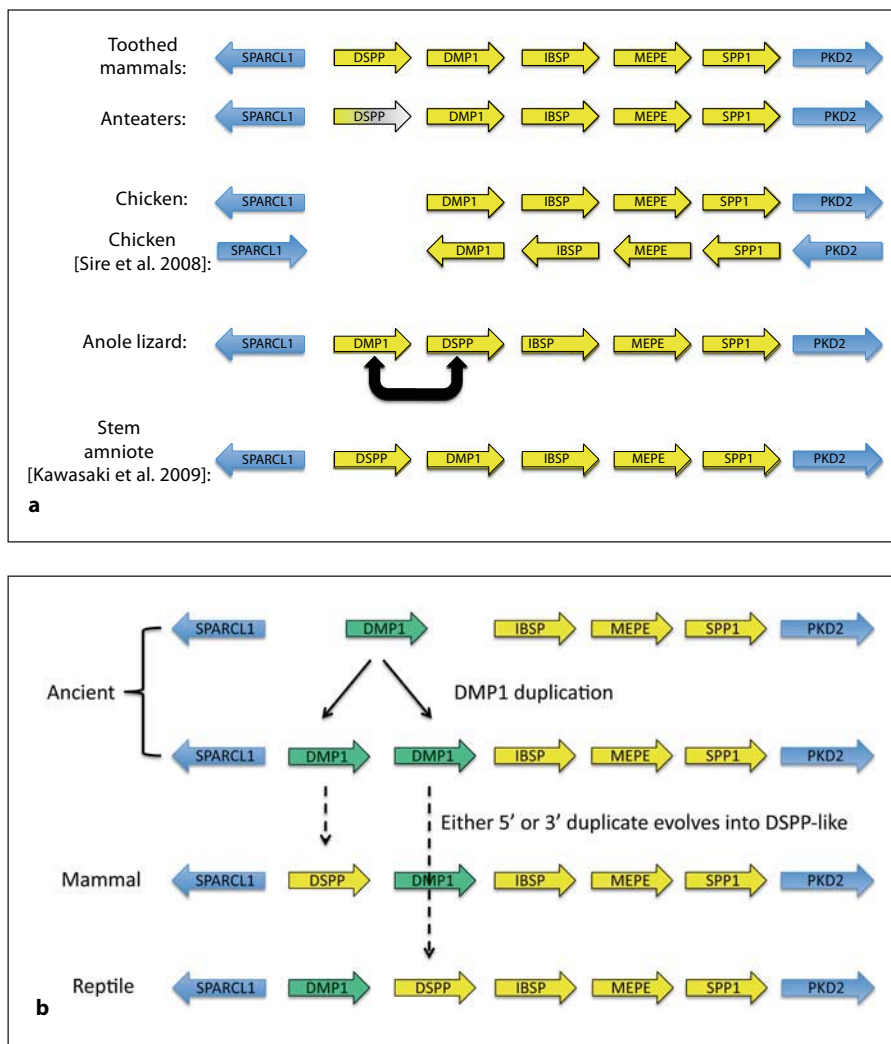 Toothed
mammals: SPARCL1 DSPP DMP1 IBSP MEPE SPP1 PKD2
Anteaters: SPARCL1 DSPP DMP1 IBSP MEPE SPP1 PKD2
Chicken: SPARCL1 DMP1 IBSP MEPE SPP1 PKD2
Chicken
[Sire et al. 2008]: SPARCL1 DMP1 IBSP MEPE SPP1 PKD2
Anole lizard: SPARCL1 DMP1 DSPP IBSP MEPE SPP1 PKD2
Stem
amniote
[Kawasaki et al. 2009]: SPARCL1 DSPP DMP1 IBSP MEPE SPP1 PKD2
a
SPARCL1 DMP1 IBSP MEPE SPP1 PKD2
Ancient
DMP1 duplication
SPARCL1 DMP1 DMP1 IBSP MEPE SPP1 PKD2
Either 5' or 3' duplicate evolves into DSPP-like
Mammal SPARCL1 DSPP DMP1 IBSP MEPE SPP1 PKD2
Reptile SPARCL1 DMP1 DSPP IBSP MEPE SPP1 PKD2
b